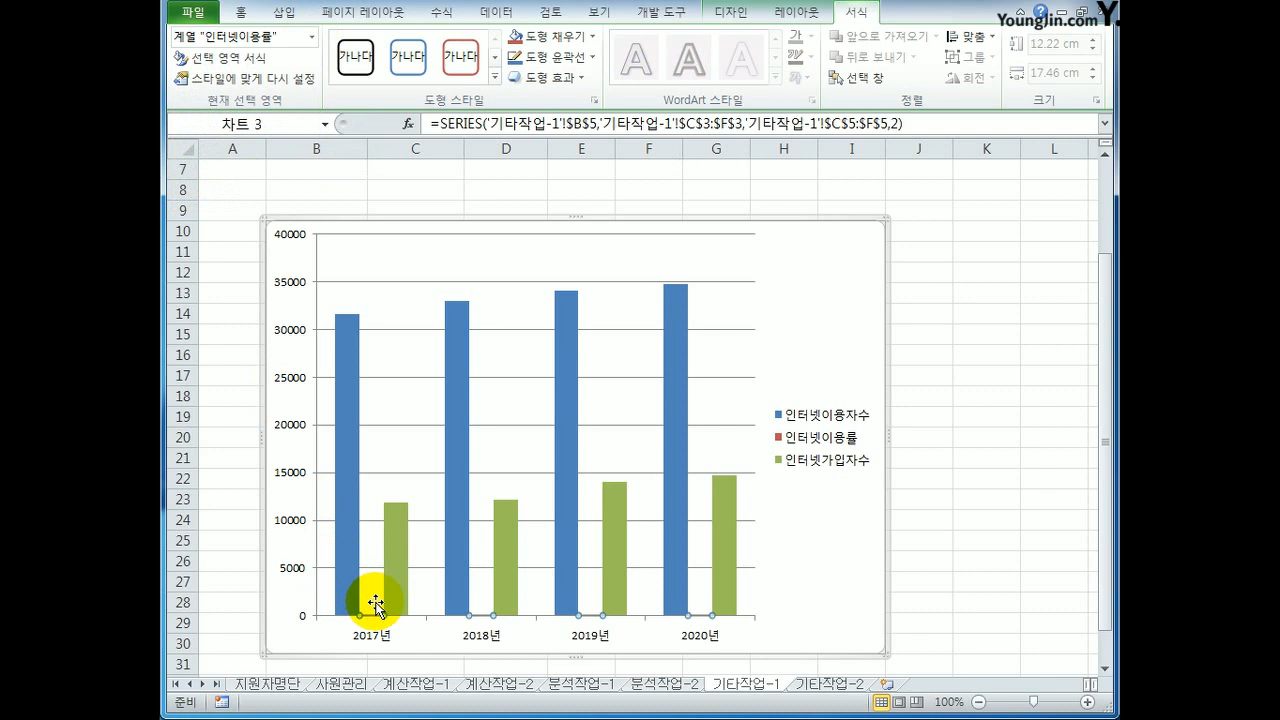 파일 홈 삽입 페이지 레이아웃 수식 데이터 검토 보기 개발 도구 디자인 레이아웃 서식
YoungJin.com Y.
계열 "인터넷이용률"
선택 영역 서식
스타일에 맞게 다시 설정
현재 선택 영역
가나다 가나다 가나다
도형 채우기
도형 윤곽선
도형 효과
도형 스타일
A A A
가
가
가
WordArt 스타일
앞으로 가져오기
뒤로 보내기
선택 창
맞춤
그룹
회전
정렬
12.22 cm
17.46 cm
크기
차트 3
fx
=SERIES('기타작업-1'!$B$5,'기타작업-1'!$C$3:$F$3,'기타작업-1'!$C$5:$F$5,2)
A B C D E F G H I J K L
7
8
9
10
11
12
13
14
15
16
17
18
19
20
21
22
23
24
25
26
27
28
29
30
31
40000
35000
30000
25000
20000
15000
10000
5000
0
2017년 2018년 2019년 2020년
인터넷이용자수
인터넷이용률
인터넷가입자수
지원자명단 사원관리 계산작업-1 계산작업-2 분석작업-1 분석작업-2 기타작업-1 기타작업-2
준비
100%